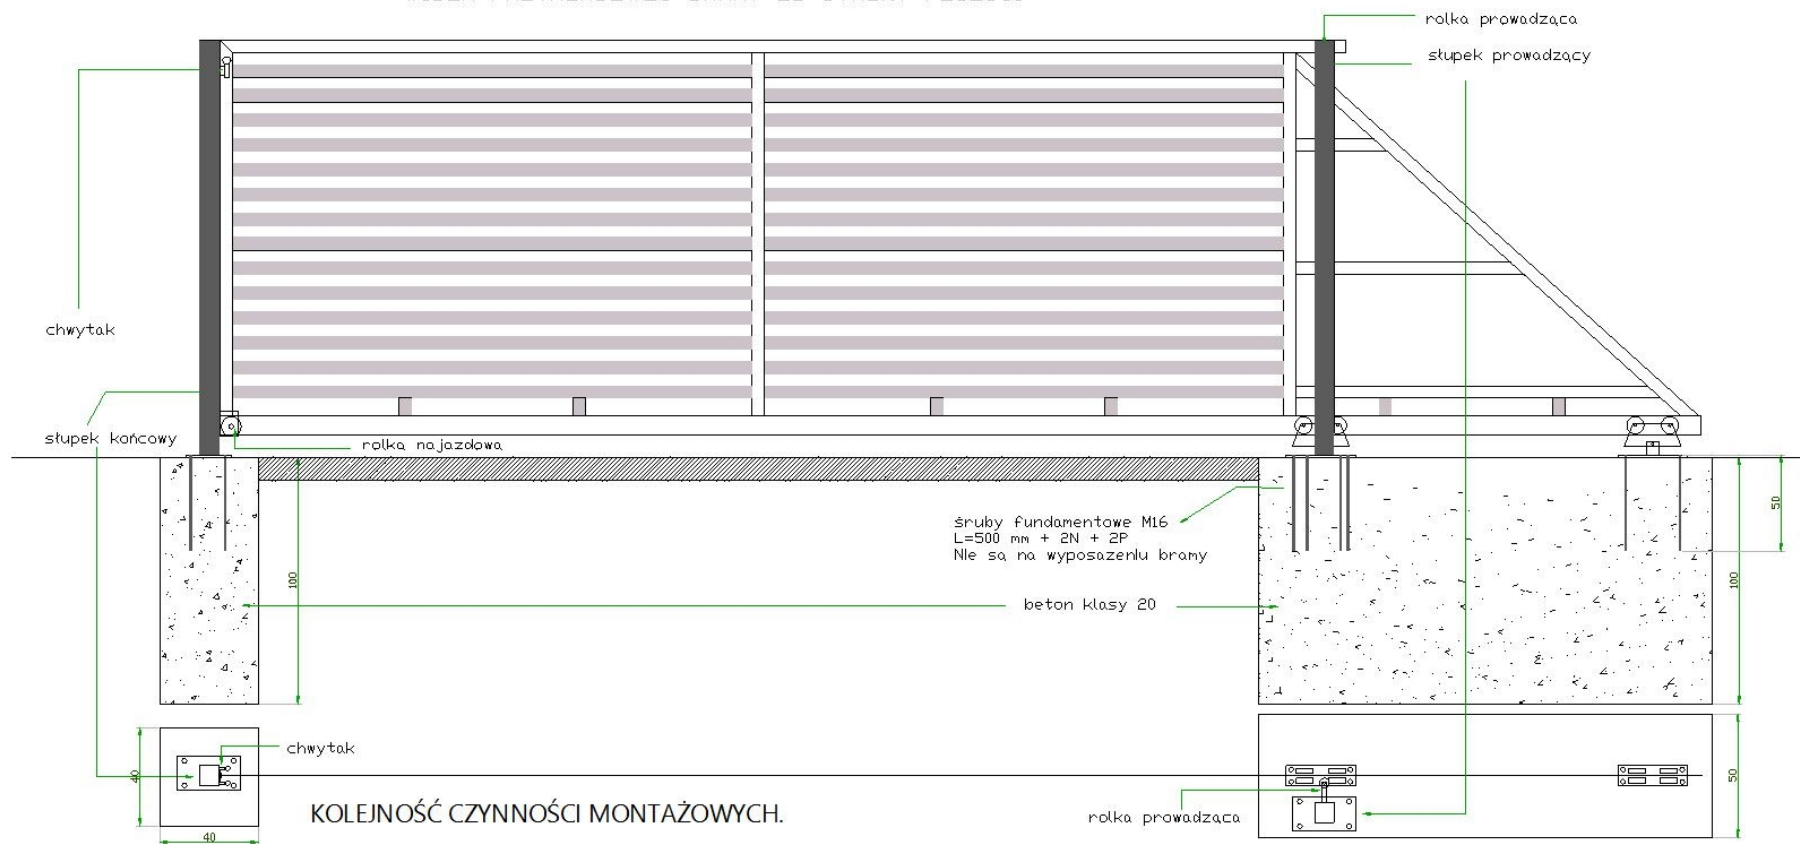 rolka prowadząca
słupek prowadzący
chwytak
słupek końcowy
rolka najazdowa
śruby fundamentowe M16
L=500 mm + 2N + 2P
NIe są na wyposazenIu bramy
50
100
100
beton klasy 20
chwytak
40
50
rolka prowadząca
KOLEJNOŚĆ CZYNNOŚCI MONTAŻOWYCH.
40